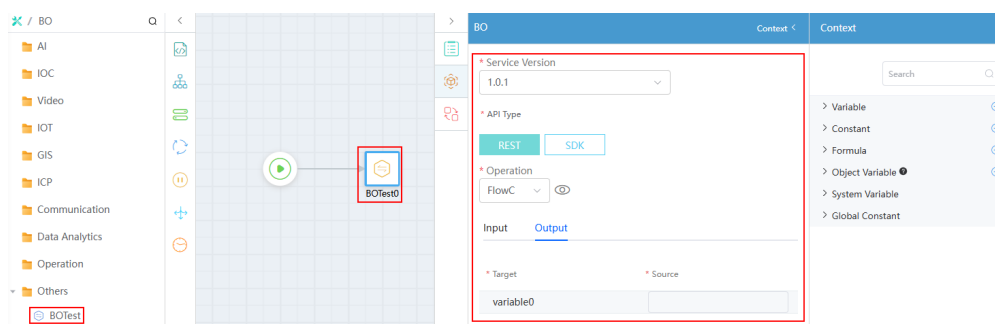 / BO
AI
IOC
Video
IOT
GIS
ICP
Communication
Data Analytics
Operation
Others
BOTest
BOTest0
BO
Context <
* Service Version
1.0.1
* API Type
REST
SDK
* Operation
FlowC
Input
Output
* Target
* Source
variable0
Context
Search
> Variable
> Constant
> Formula
> Object Variable ?
> System Variable
> Global Constant